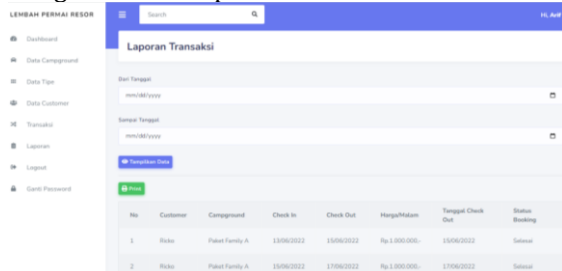 LEMBAH PERMAI RESOR
Search
Hi, Arif
Dashboard
Data Campground
Data Tipe
Data Customer
Transaksi
Laporan
Logout
Ganti Password
Laporan Transaksi
Dari Tanggal
mm/dd/yyyy
Sampai Tanggal
mm/dd/yyyy
Tampilkan Data
Print
No Customer Campground Check In Check Out Harga/Malam Tanggal Check Out Status Booking
1 Risko Paket Family A 13/06/2022 15/06/2022 Rp.1.000.000,- 15/06/2022 Selesai
2 Risko Paket Family A 15/06/2022 17/06/2022 Rp.1.000.000,- 17/06/2022 Selesai